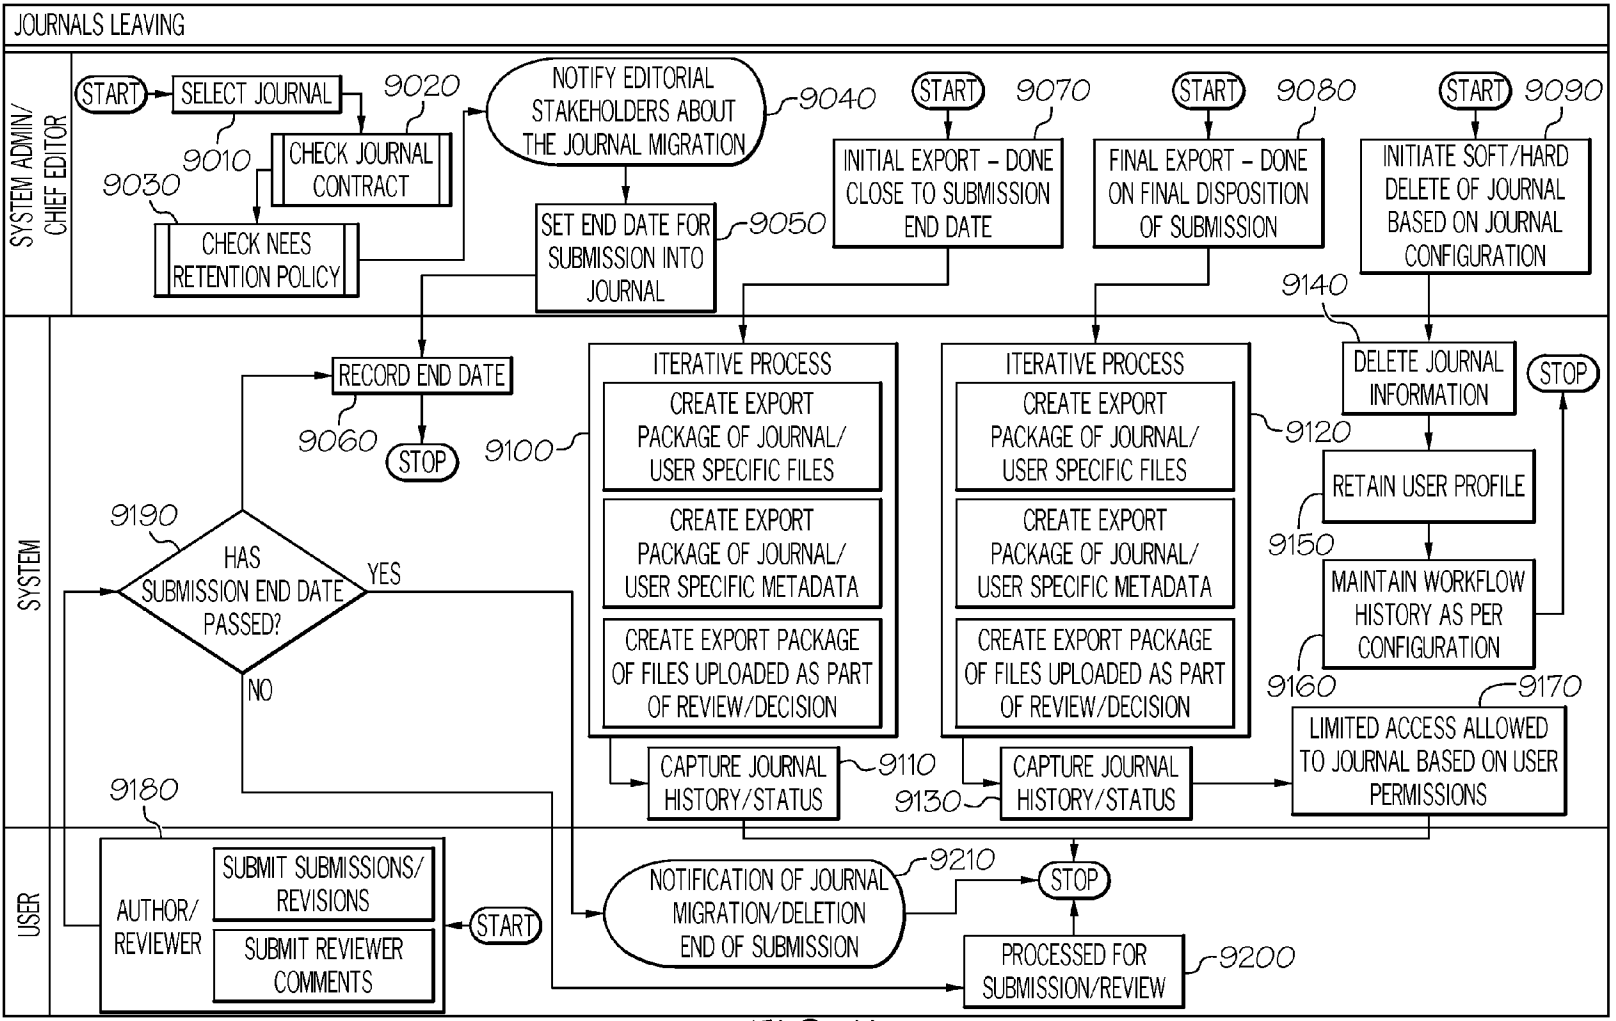 JOURNALS LEAVING
SYSTEM ADMIN/
CHIEF EDITOR
START
SELECT JOURNAL
9010
9020
CHECK JOURNAL
CONTRACT
9030
CHECK NEES
RETENTION POLICY
NOTIFY EDITORIAL
STAKEHOLDERS ABOUT
THE JOURNAL MIGRATION
9040
SET END DATE FOR
SUBMISSION INTO
JOURNAL
9050
START
9070
INITIAL EXPORT – DONE
CLOSE TO SUBMISSION
END DATE
START
9080
FINAL EXPORT – DONE
ON FINAL DISPOSITION
OF SUBMISSION
START
9090
INITIATE SOFT/HARD
DELETE OF JOURNAL
BASED ON JOURNAL
CONFIGURATION
SYSTEM
RECORD END DATE
9060
STOP
9190
HAS
SUBMISSION END DATE
PASSED?
YES
NO
9100
ITERATIVE PROCESS
CREATE EXPORT
PACKAGE OF JOURNAL/
USER SPECIFIC FILES
CREATE EXPORT
PACKAGE OF JOURNAL/
USER SPECIFIC METADATA
CREATE EXPORT PACKAGE
OF FILES UPLOADED AS PART
OF REVIEW/DECISION
CAPTURE JOURNAL
HISTORY/STATUS
9110
ITERATIVE PROCESS
CREATE EXPORT
PACKAGE OF JOURNAL/
USER SPECIFIC FILES
CREATE EXPORT
PACKAGE OF JOURNAL/
USER SPECIFIC METADATA
CREATE EXPORT PACKAGE
OF FILES UPLOADED AS PART
OF REVIEW/DECISION
9120
CAPTURE JOURNAL
HISTORY/STATUS
9130
9140
DELETE JOURNAL
INFORMATION
STOP
RETAIN USER PROFILE
9150
MAINTAIN WORKFLOW
HISTORY AS PER
CONFIGURATION
9160
9170
LIMITED ACCESS ALLOWED
TO JOURNAL BASED ON USER
PERMISSIONS
USER
9180
AUTHOR/
REVIEWER
SUBMIT SUBMISSIONS/
REVISIONS
SUBMIT REVIEWER
COMMENTS
START
NOTIFICATION OF JOURNAL
MIGRATION/DELETION
END OF SUBMISSION
9210
STOP
PROCESSED FOR
SUBMISSION/REVIEW
9200